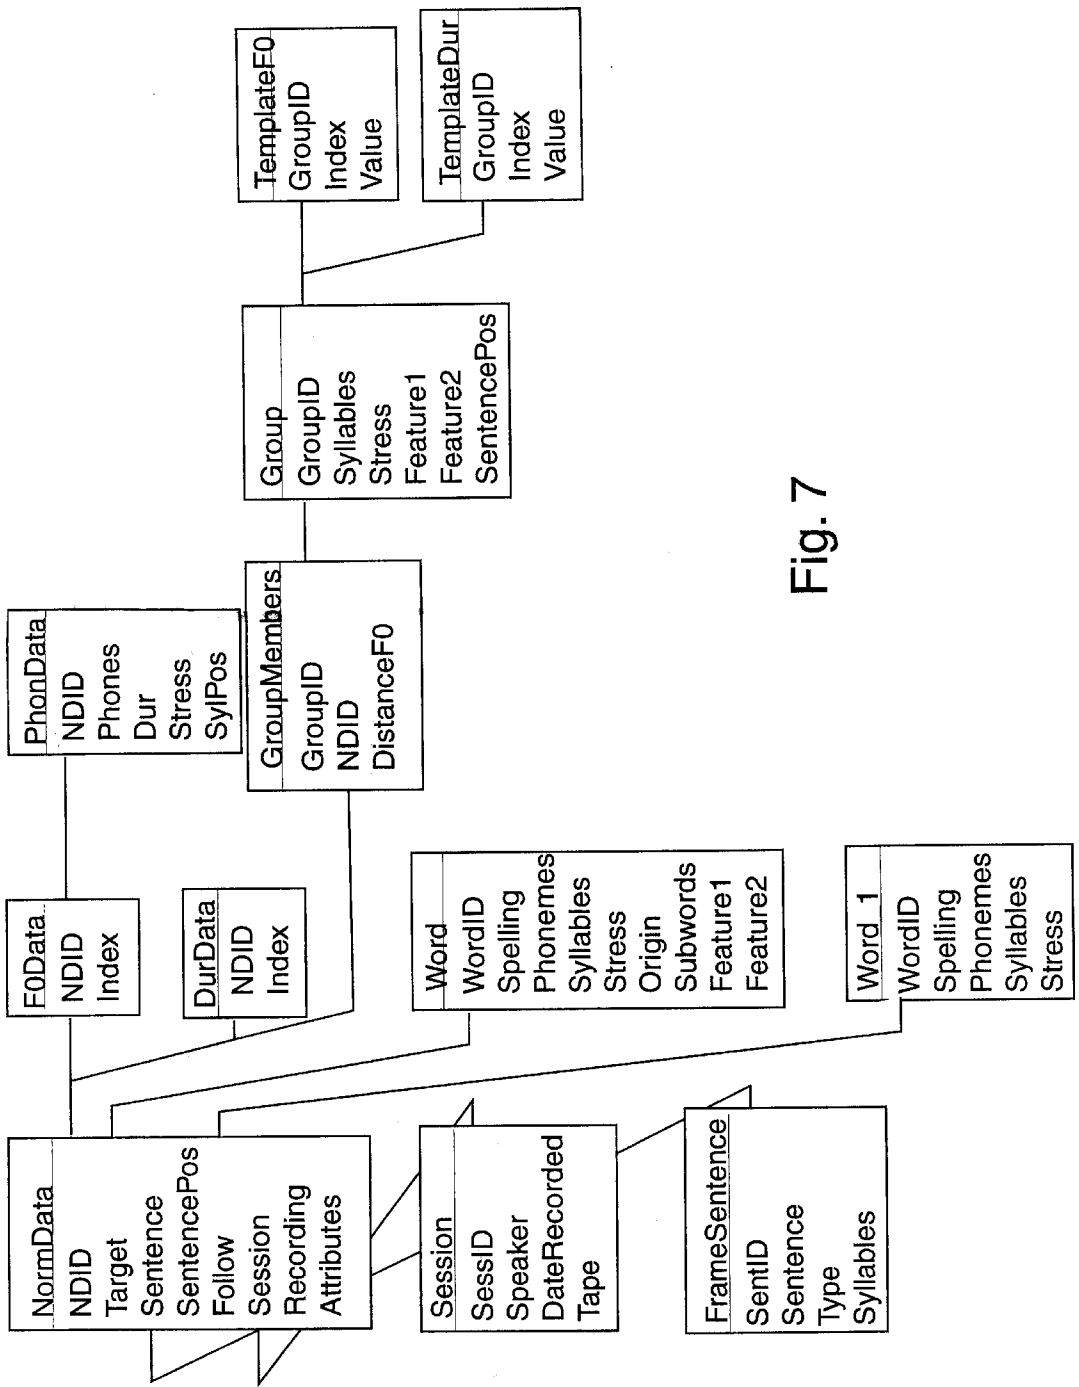 NormData
NDID
Target
Sentence
SentencePos
Follow
Session
Recording
Attributes
F0Data
NDID
Index
DurData
NDID
Index
PhonData
NDID
Phones
Dur
Stress
SylPos
GroupMembers
GroupID
NDID
DistanceF0
Group
GroupID
Syllables
Stress
Feature1
Feature2
SentencePos
TemplateF0
GroupID
Index
Value
TemplateDur
GroupID
Index
Value
Session
SessID
Speaker
DateRecorded
Tape
Word
WordID
Spelling
Phonemes
Syllables
Stress
Origin
Subwords
Feature1
Feature2
FrameSentence
SentID
Sentence
Type
Syllables
Word_1
WordID
Spelling
Phonemes
Syllables
Stress
Fig. 7